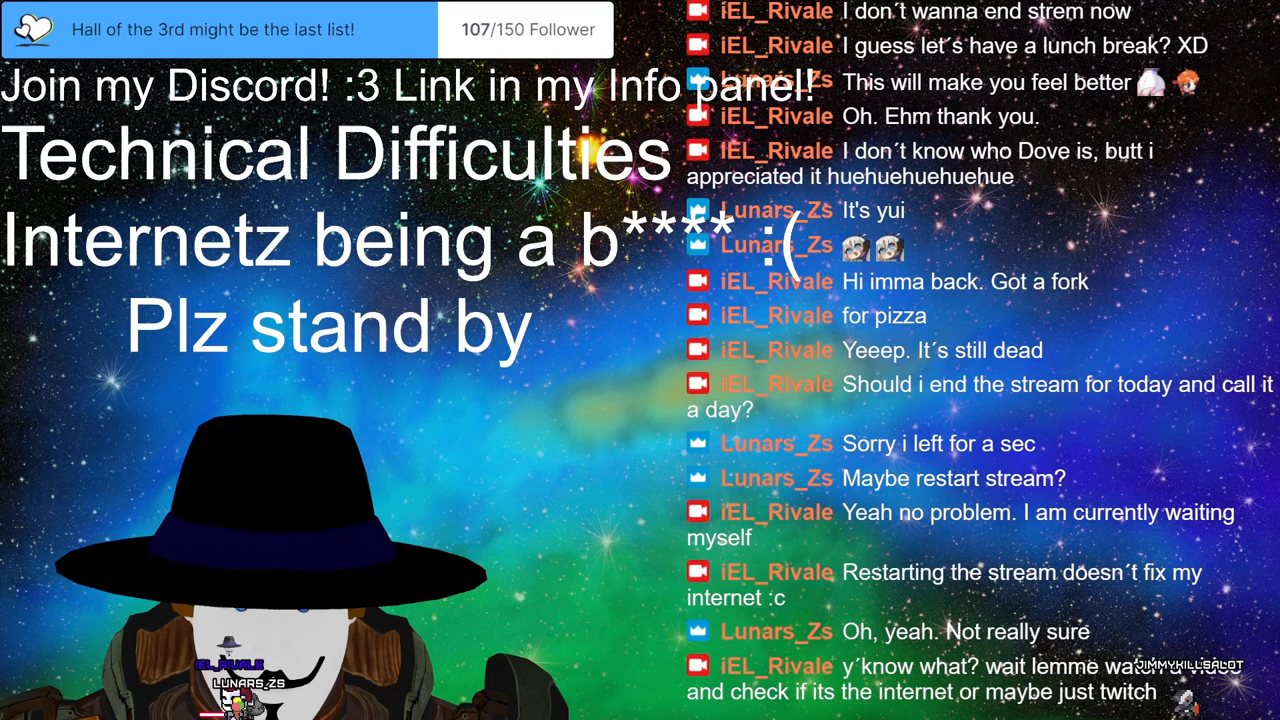 Hall of the 3rd might be the last list!
107/150 Follower
Join my Discord! :3 Link in my Info panel!
Technical Difficulties
Internetz being a b**** :(
Plz stand by
iEL_Rivale I don´t wanna end strem now
iEL_Rivale I guess let´s have a lunch break? XD
Lunars_Zs This will make you feel better
iEL_Rivale Oh. Ehm thank you.
iEL_Rivale I don´t know who Dove is, butt i
appreciated it huehuehuehuehue
Lunars_Zs It's yui
Lunars_Zs
iEL_Rivale Hi imma back. Got a fork
iEL_Rivale for pizza
iEL_Rivale Yeeep. It´s still dead
iEL_Rivale Should i end the stream for today and call it
a day?
Lunars_Zs Sorry i left for a sec
Lunars_Zs Maybe restart stream?
iEL_Rivale Yeah no problem. I am currently waiting
myself
iEL_Rivale Restarting the stream doesn´t fix my
internet :c
Lunars_Zs Oh, yeah. Not really sure
iEL_Rivale y´know what? wait lemme watch a video
and check if its the internet or maybe just twitch
JIMMYKILLSALOT
IEL_RIVALE
LUNARS_ZS